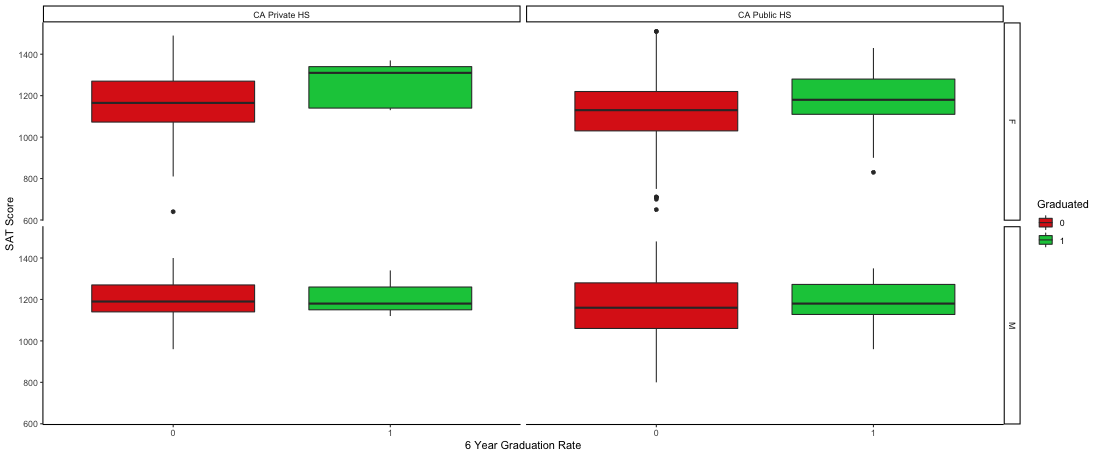 CA Private HS
CA Public HS
SAT Score
1400
1200
1000
800
600
F
1400
1200
1000
800
600
M
0
1
0
1
6 Year Graduation Rate
Graduated
0
1